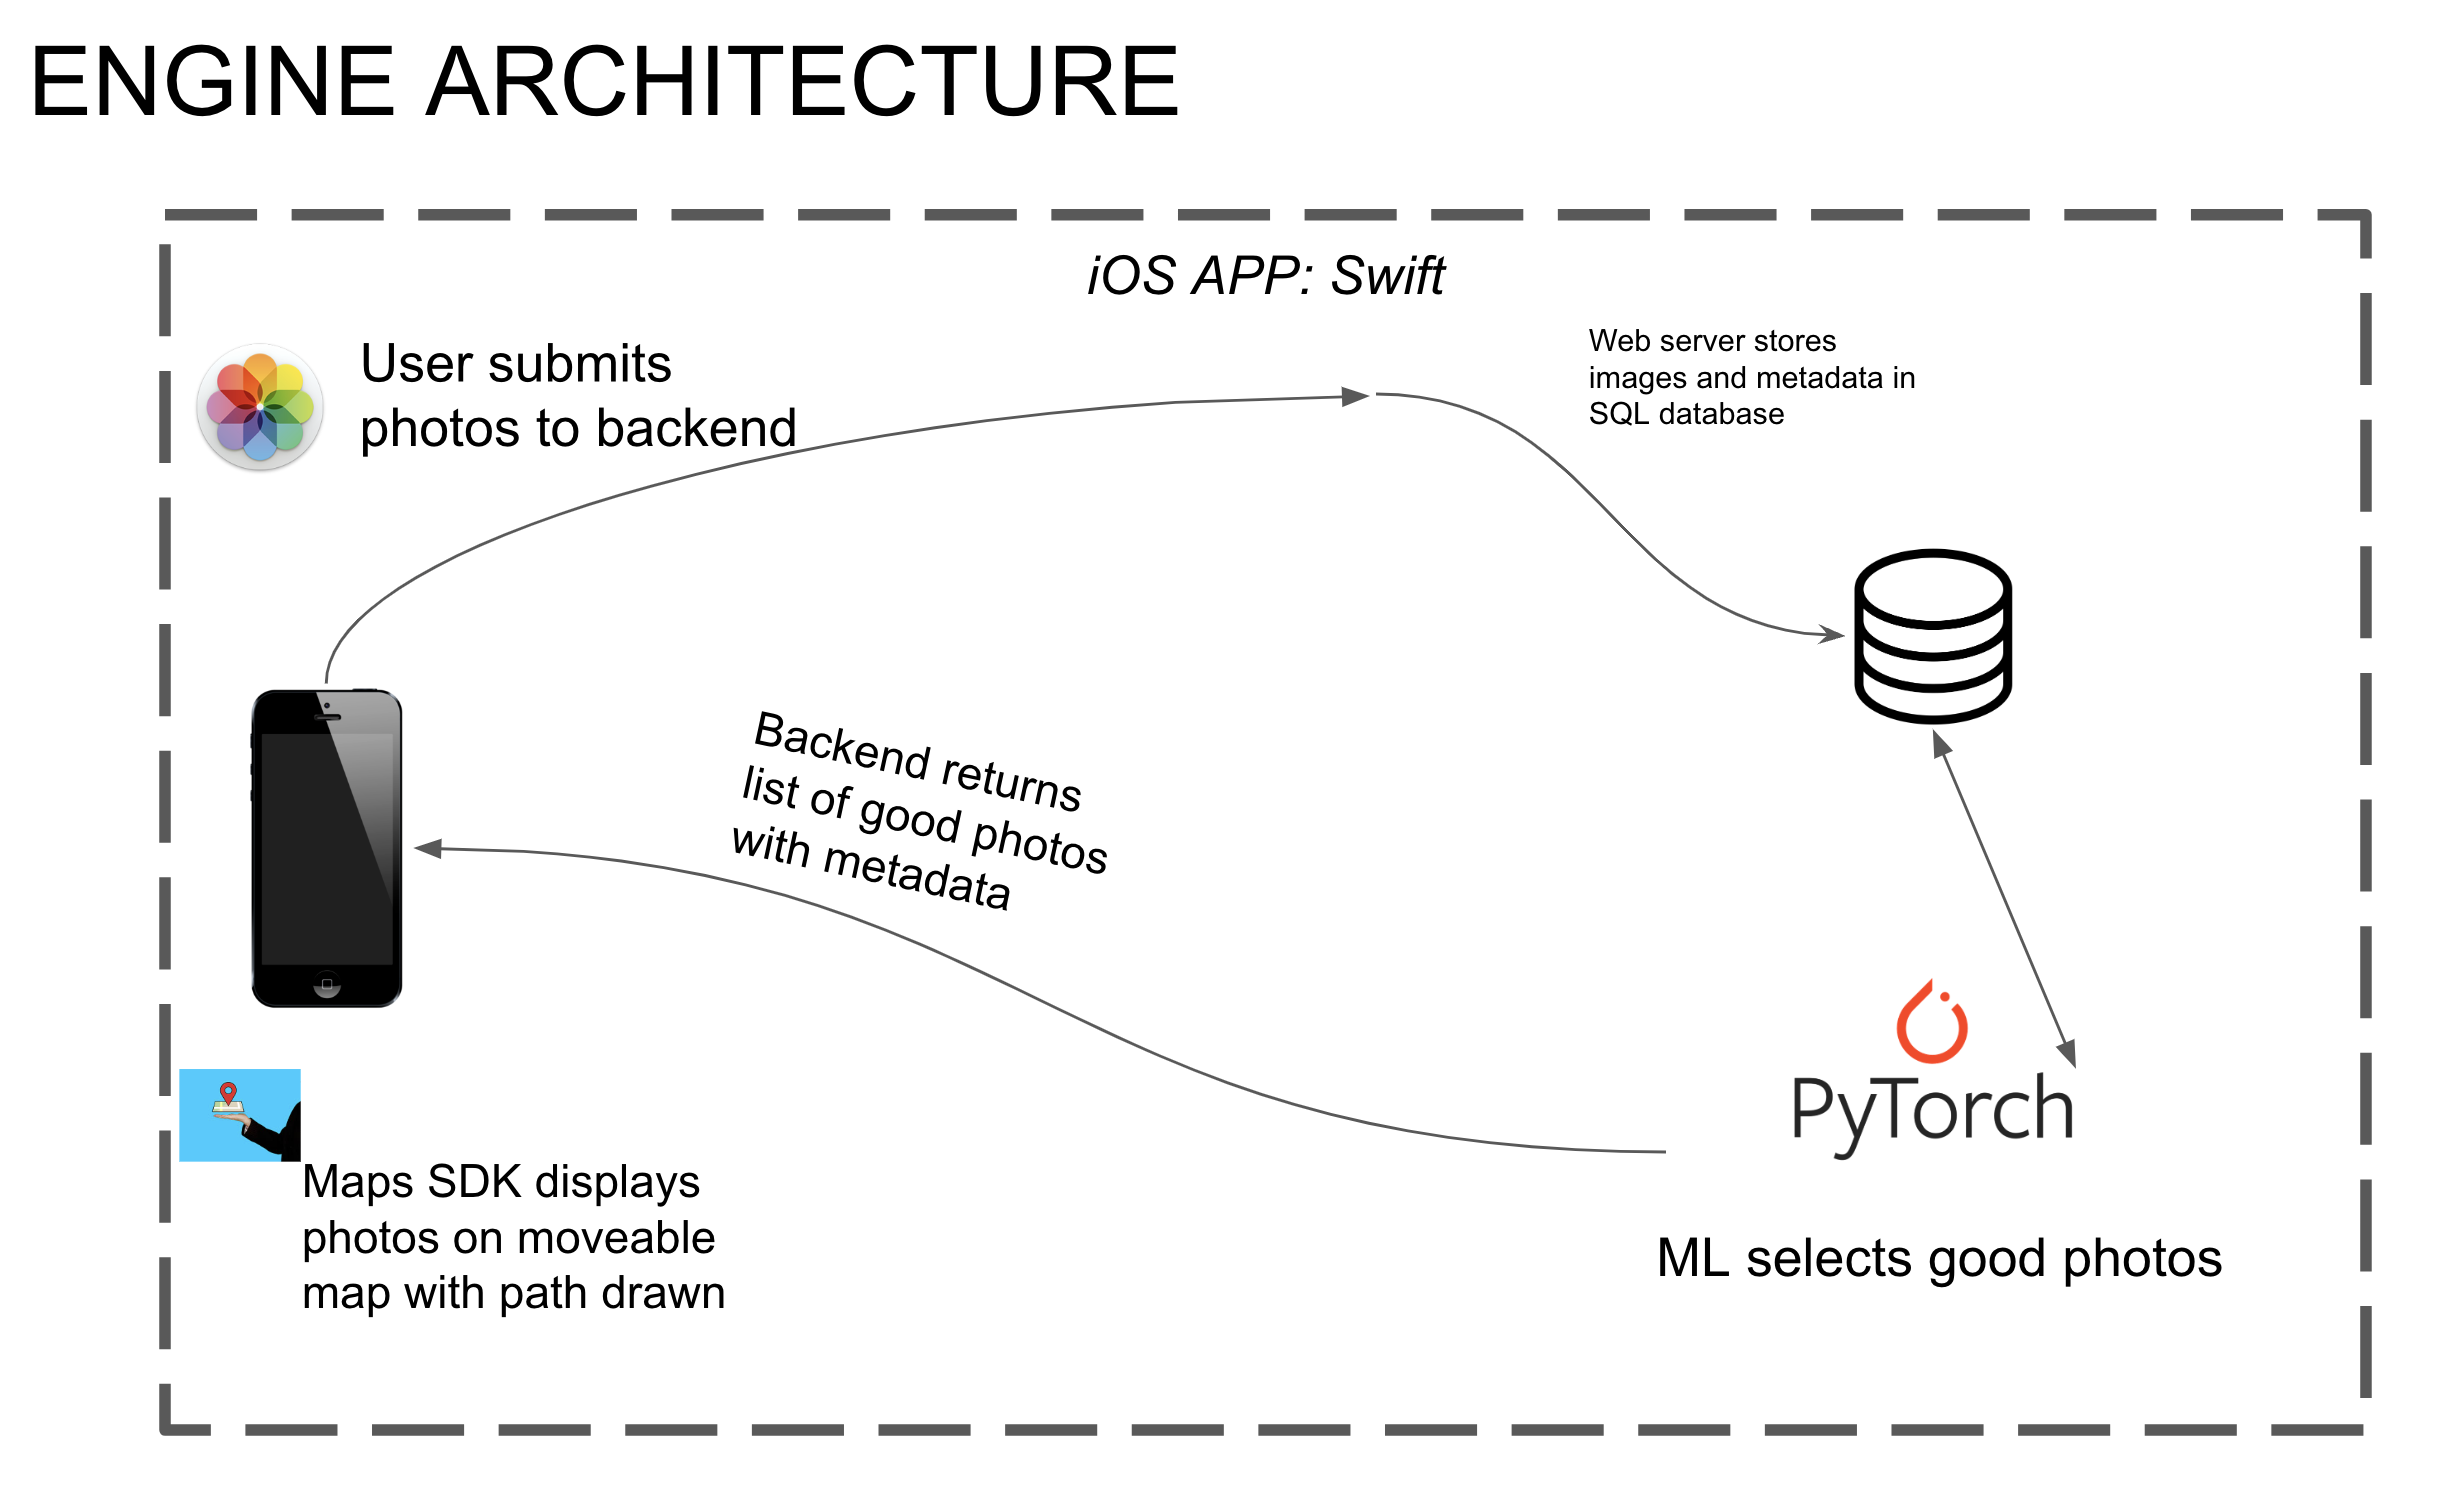 ENGINE ARCHITECTURE
iOS APP: Swift
User submits
photos to backend
Web server stores
images and metadata in
SQL database
Backend returns
list of good photos
with metadata
PyTorch
ML selects good photos
Maps SDK displays
photos on moveable
map with path drawn